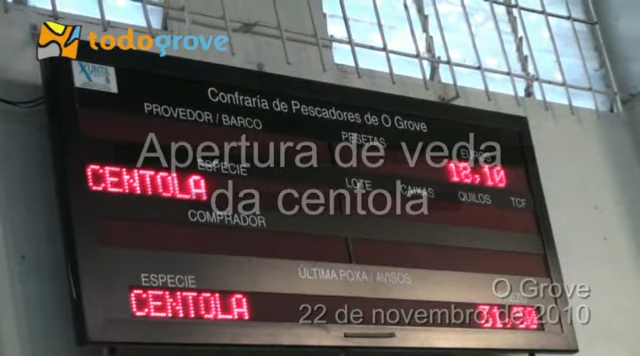 todogrove
XUNTA
Confraría de Pescadores de O Grove
PROVEDOR / BARCO
PESETAS
Apertura de veda
ESPECIE
CENTOLA
18,10
LOTE CAIXAS QUILOS TCF
da centola
COMPRADOR
ÚLTIMA POXA / AVISOS
ESPECIE
O Grove
CENTOLA
22 de novembro de 2010